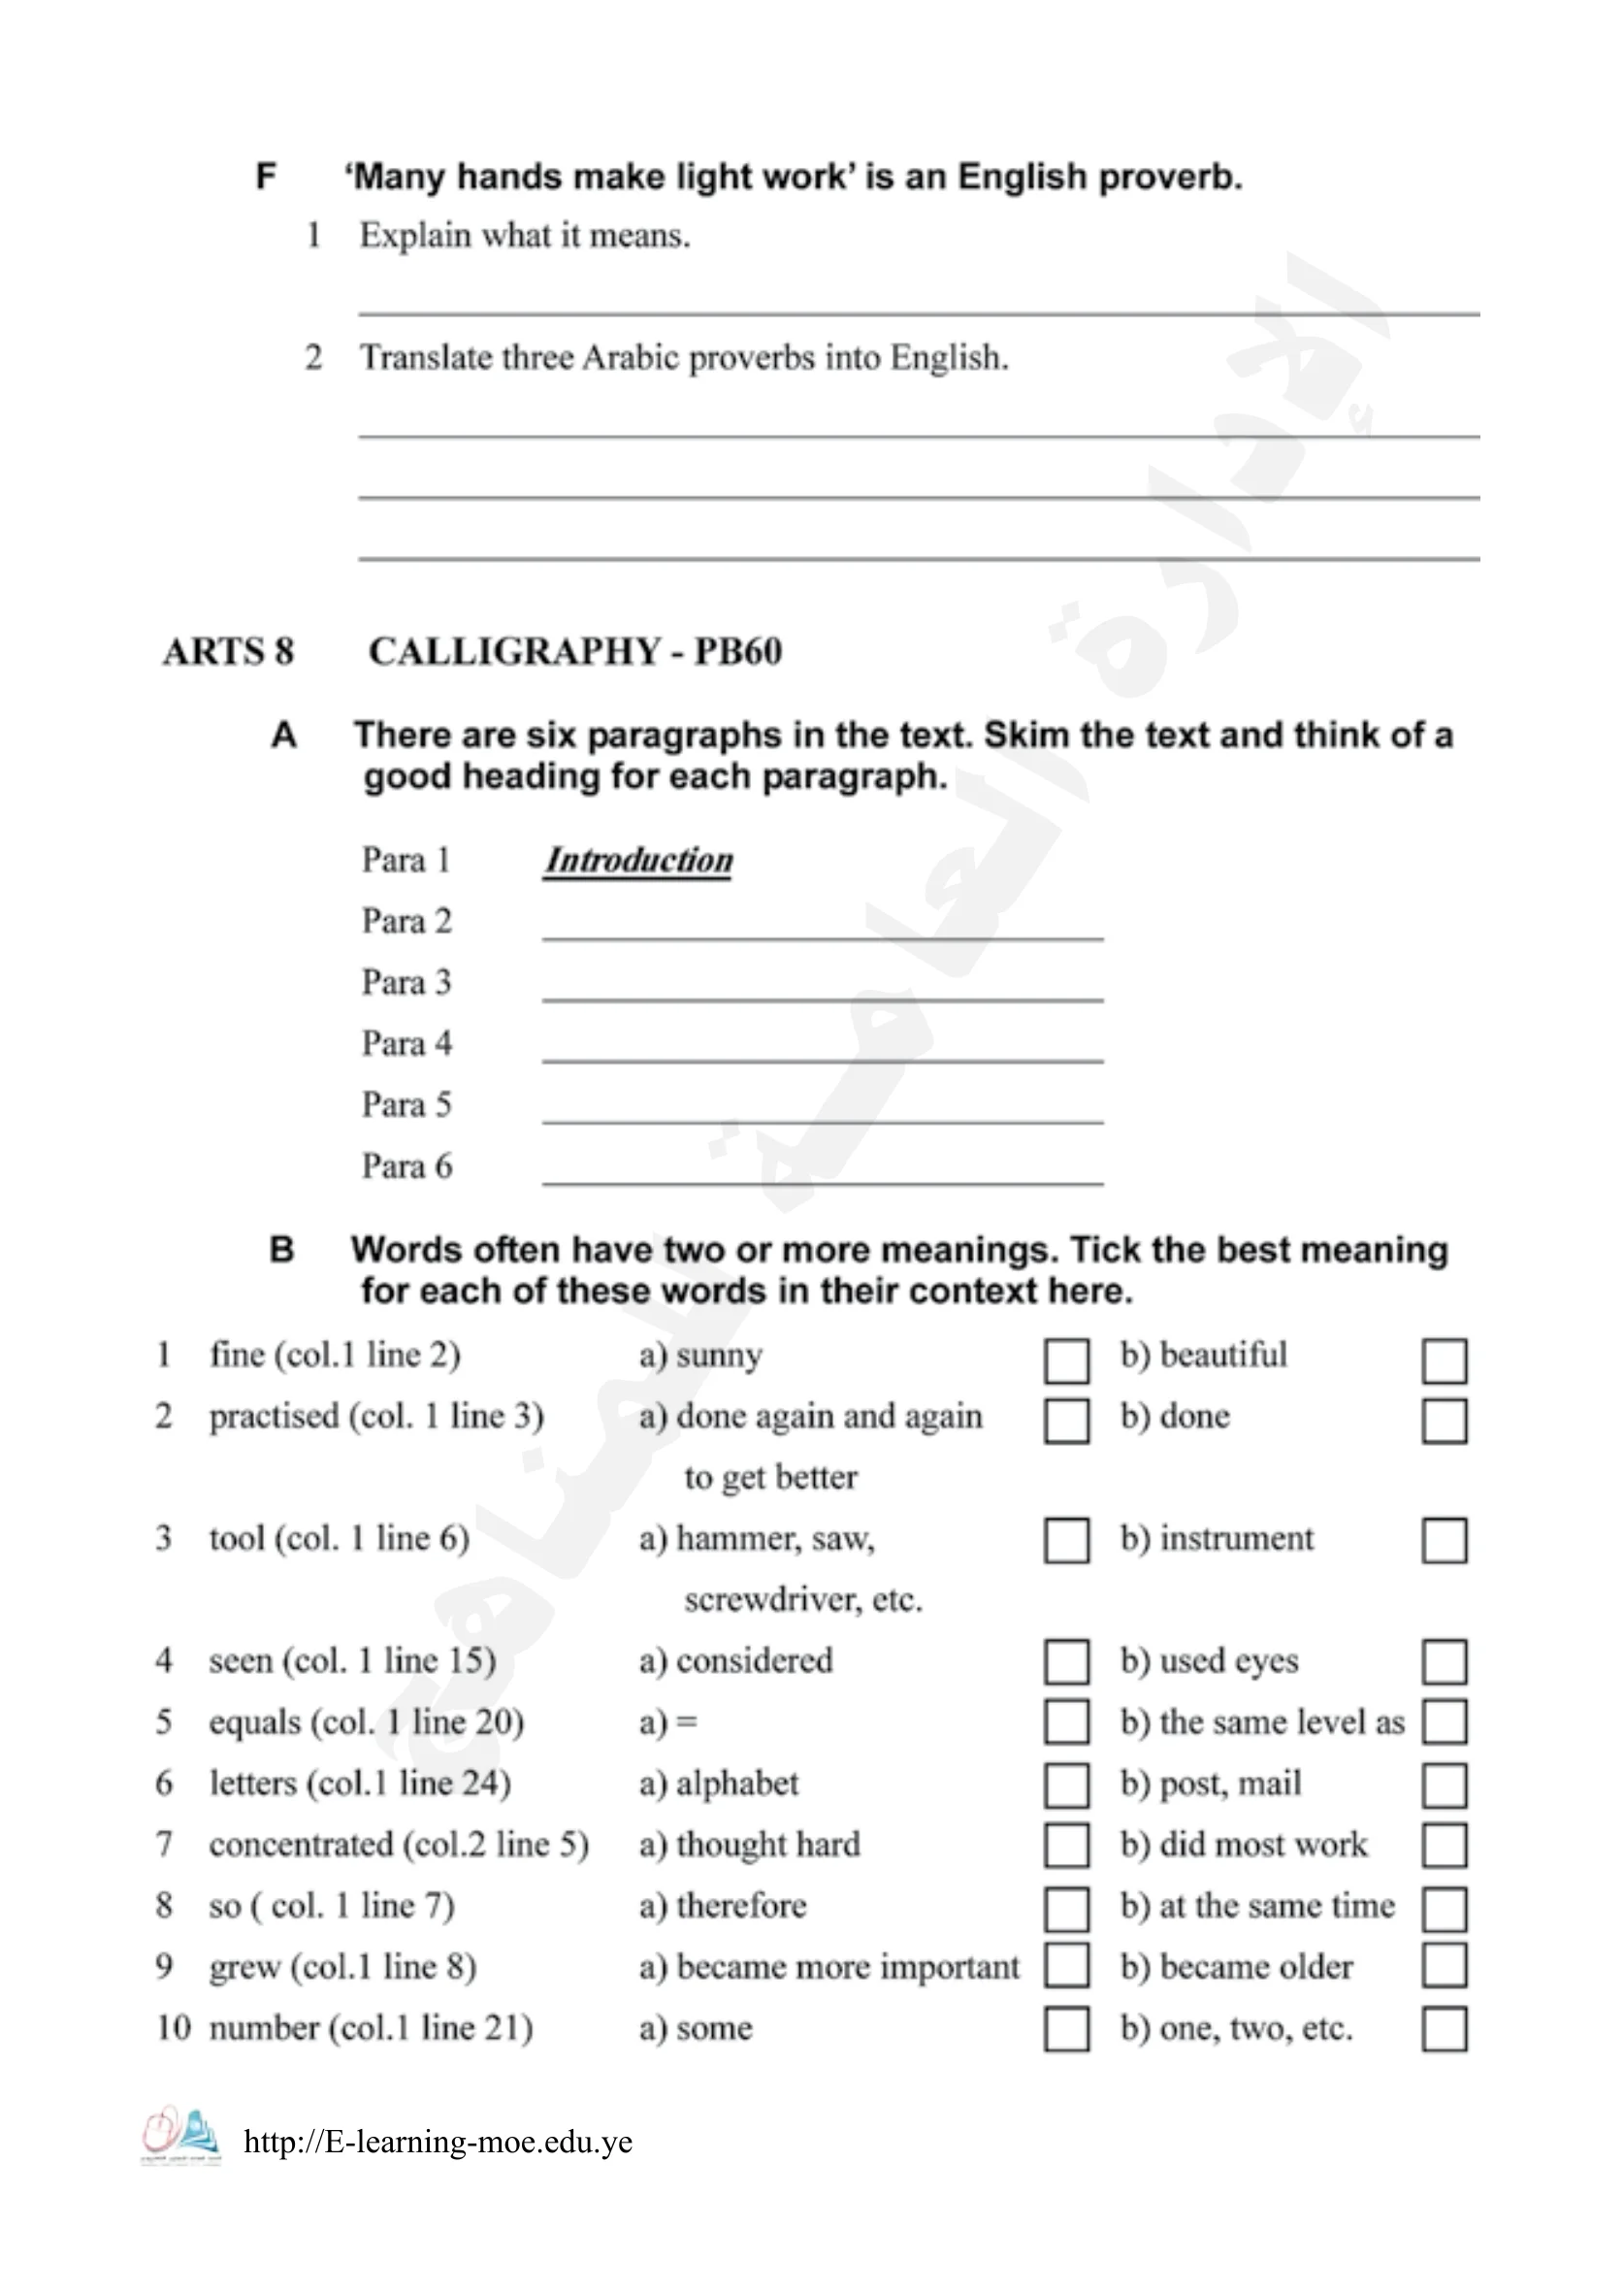 F ‘Many hands make light work’ is an English proverb.
1 Explain what it means.
2 Translate three Arabic proverbs into English.
ARTS 8 CALLIGRAPHY - PB60
A There are six paragraphs in the text. Skim the text and think of a
good heading for each paragraph.
Para 1 Introduction
Para 2
Para 3
Para 4
Para 5
Para 6
B Words often have two or more meanings. Tick the best meaning
for each of these words in their context here.
1 fine (col.1 line 2) a) sunny b) beautiful
2 practised (col. 1 line 3) a) done again and again b) done
to get better
3 tool (col. 1 line 6) a) hammer, saw, b) instrument
screwdriver, etc.
4 seen (col. 1 line 15) a) considered b) used eyes
5 equals (col. 1 line 20) a) = b) the same level as
6 letters (col.1 line 24) a) alphabet b) post, mail
7 concentrated (col.2 line 5) a) thought hard b) did most work
8 so ( col. 1 line 7) a) therefore b) at the same time
9 grew (col.1 line 8) a) became more important b) became older
10 number (col.1 line 21) a) some b) one, two, etc.
http://E-learning-moe.edu.ye
الإدارة العامة للمناهج